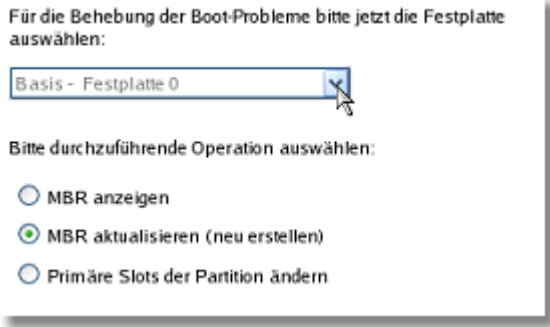 Für die Behebung der Boot-Probleme bitte jetzt die Festplatte
auswählen:
Basis - Festplatte 0
Bitte durchzuführende Operation auswählen:
MBR anzeigen
MBR aktualisieren (neu erstellen)
Primäre Slots der Partition ändern